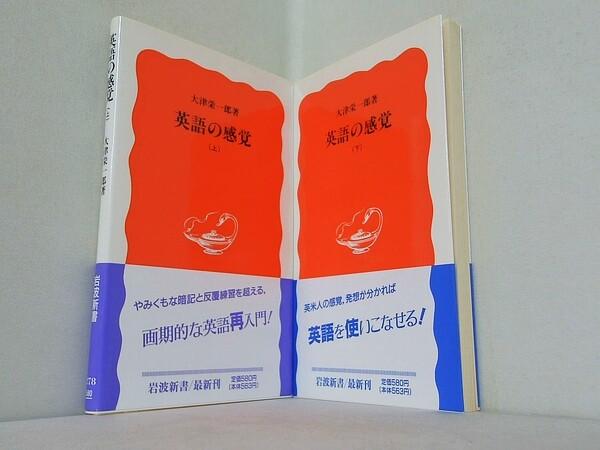 英語の感覚
(上)
大津栄一郎著
岩波新書
278
大津栄一郎著
英語の感覚
(上)
やみくもな暗記と反覆練習を超える、
画期的な英語再入門!
岩波新書/最新刊
定価580円
(本体563円)
大津栄一郎著
英語の感覚
(下)
英米人の感覚、発想が分かれば
英語を使いこなせる!
岩波新書/最新刊
定価580円
(本体563円)